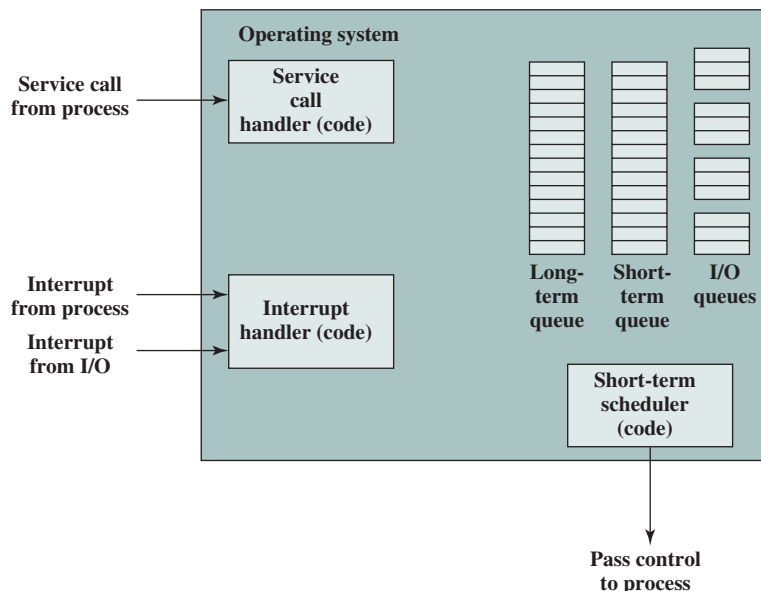 Operating system
Service call
from process
Service
call
handler (code)
Interrupt
from process
Interrupt
from I/O
Interrupt
handler (code)
Long-
term
queue
Short-
term
queue
I/O
queues
Short-term
scheduler
(code)
Pass control
to process